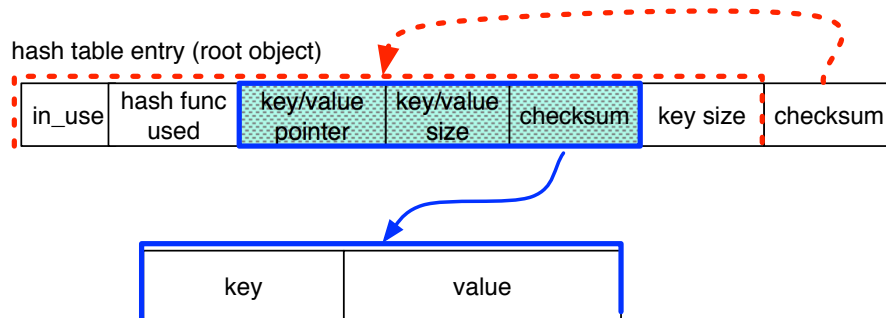 hash table entry (root object)
in_use
hash func
used
key/value
pointer
key/value
size
checksum
key size
checksum
key
value